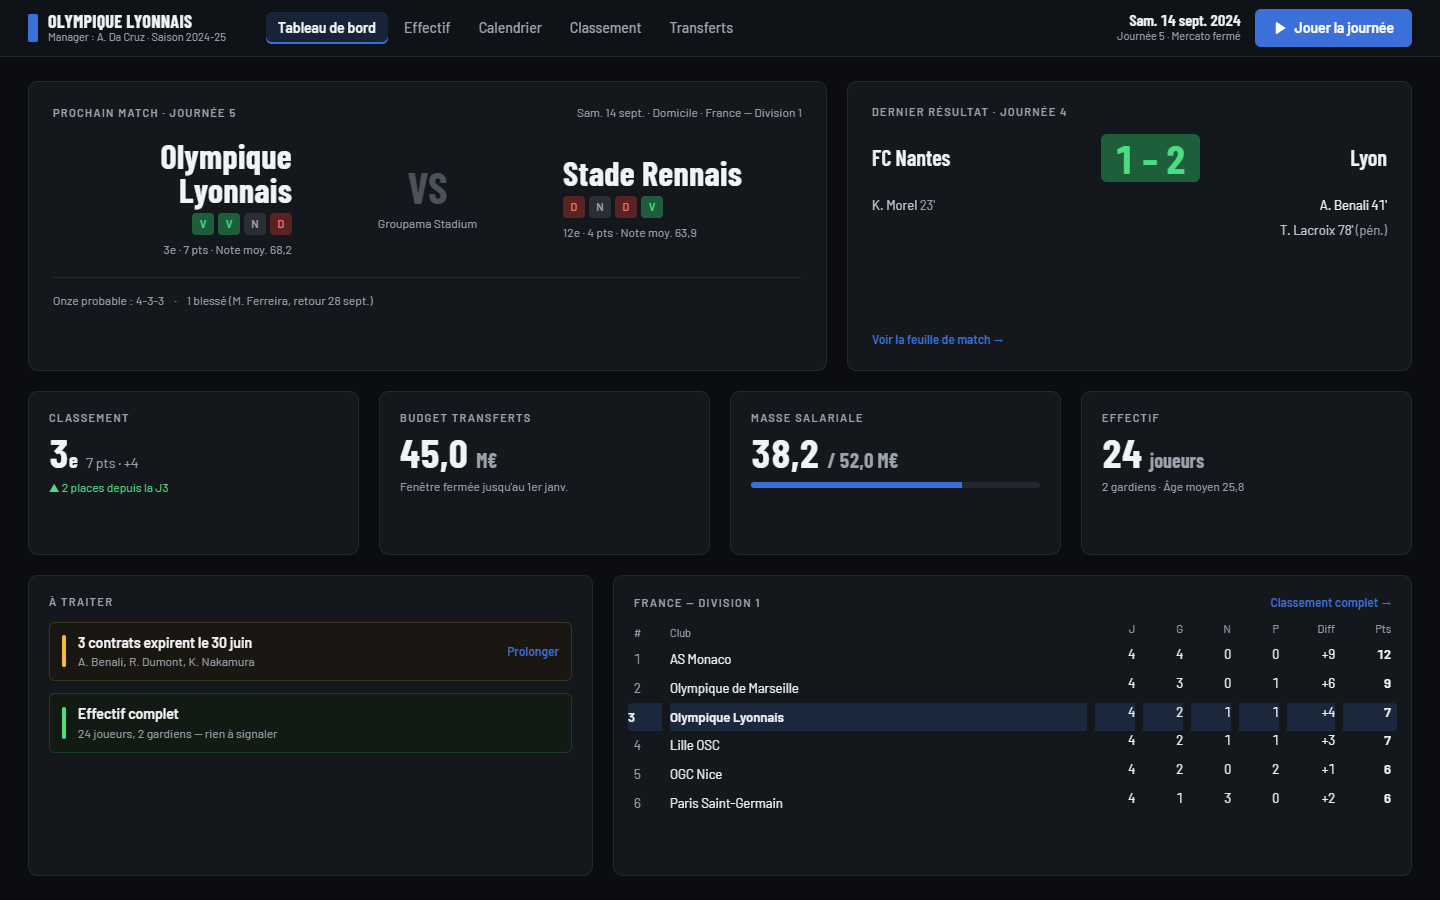 OLYMPIQUE LYONNAIS
Manager : A. Da Cruz · Saison 2024-25
Tableau de bord
Effectif
Calendrier
Classement
Transferts
Sam. 14 sept. 2024
Journée 5 · Mercato fermé
▶ Jouer la journée
PROCHAIN MATCH · JOURNÉE 5
Sam. 14 sept. · Domicile · France — Division 1
Olympique
Lyonnais
V V N D
3e · 7 pts · Note moy. 68,2
VS
Groupama Stadium
Stade Rennais
D N D V
12e · 4 pts · Note moy. 63,9
Onze probable : 4-3-3 · 1 blessé (M. Ferreira, retour 28 sept.)
DERNIER RÉSULTAT · JOURNÉE 4
FC Nantes 1 – 2 Lyon
K. Morel 23'
A. Benali 41'
T. Lacroix 78' (pén.)
Voir la feuille de match →
CLASSEMENT
3e 7 pts · +4
▲ 2 places depuis la J3
BUDGET TRANSFERTS
45,0 M€
Fenêtre fermée jusqu'au 1er janv.
MASSE SALARIALE
38,2 / 52,0 M€
EFFECTIF
24 joueurs
2 gardiens · Âge moyen 25,8
À TRAITER
3 contrats expirent le 30 juin
A. Benali, R. Dumont, K. Nakamura
Prolonger
Effectif complet
24 joueurs, 2 gardiens — rien à signaler
FRANCE — DIVISION 1
Classement complet →
# Club J G N P Diff Pts
1 AS Monaco 4 4 0 0 +9 12
2 Olympique de Marseille 4 3 0 1 +6 9
3 Olympique Lyonnais 4 2 1 1 +4 7
4 Lille OSC 4 2 1 1 +3 7
5 OGC Nice 4 2 0 2 +1 6
6 Paris Saint-Germain 4 1 3 0 +2 6